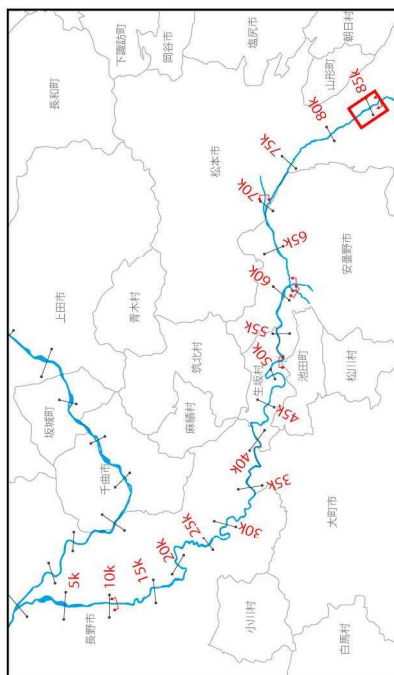 朝日村
塩尻市
岡谷市
下諏訪町
山形村
85k
80k
長和町
松本市
75k
70k
安曇野市
65k
60k
上田市
青木村
筑北村
生坂村
55k
50k
池田町
松川村
坂城町
麻績村
45k
40k
千曲市
35k
大町市
30k
25k
20k
15k
10k
5k
長野市
小川村
白馬村